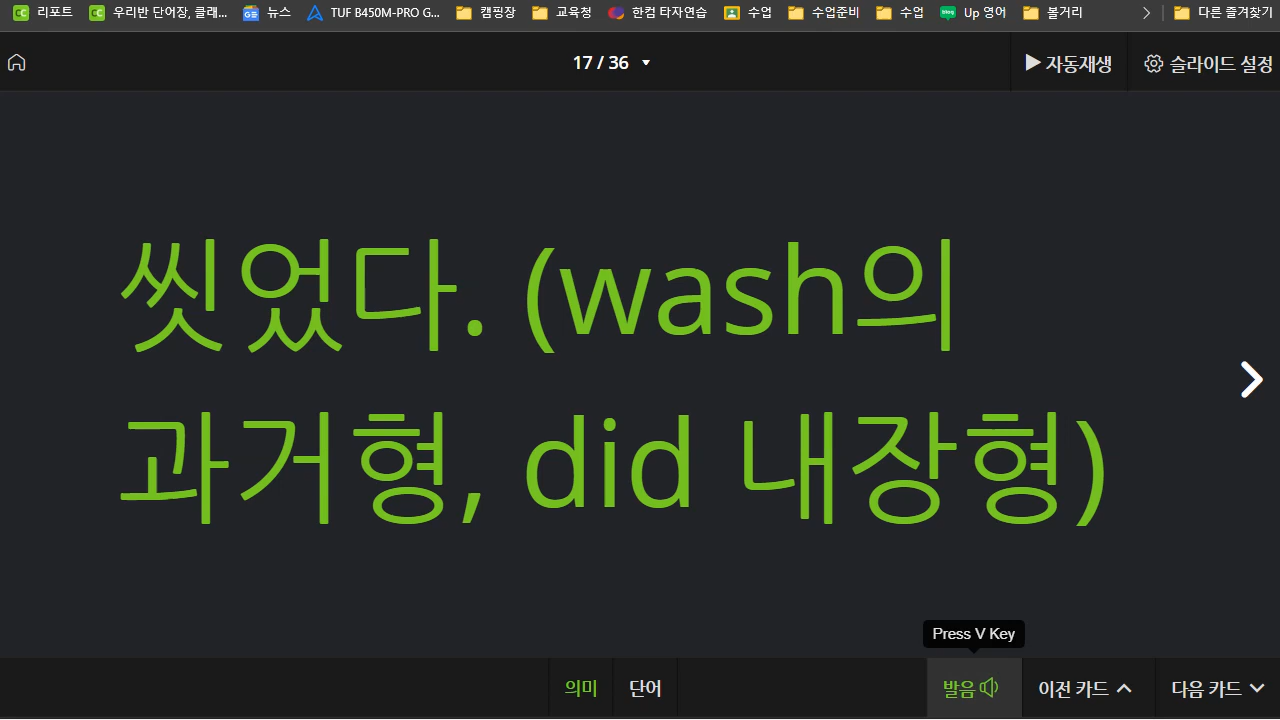 리포트 우리반 단어장, 클래... 뉴스 TUF B450M-PRO G... 캠핑장 교육청 한컴 타자연습 수업 수업준비 수업 Up 영어 볼거리 다른 즐겨찾기
17 / 36 자동재생 슬라이드 설정
씻었다. (wash의
과거형, did 내장형)
Press V Key
의미 단어 발음 이전 카드 다음 카드